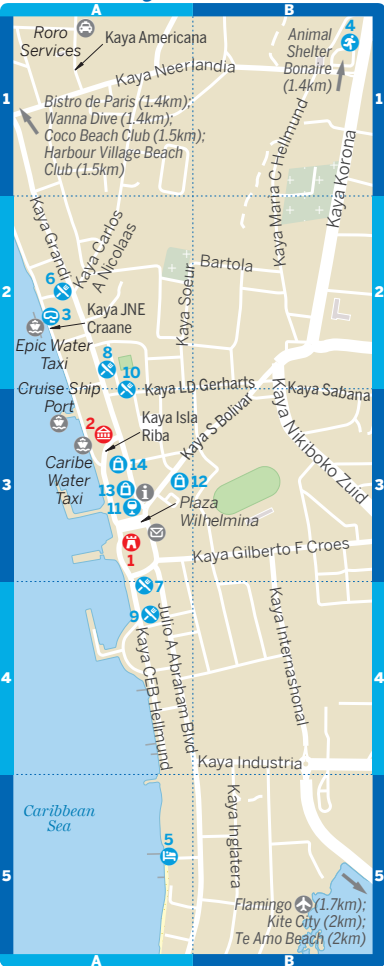 A
B
4
Roro
Services
Kaya Americana
Animal
Shelter
Bonaire
(1.4km)
Kaya Neerlandia
1
1
Bistro de Paris (1.4km);
Wanna Dive (1.4km);
Coco Beach Club (1.5km);
Harbour Village Beach
Club (1.5km)
Kaya Maria C Hellmund
Kaya Korona
Kaya Grandi
Kaya Carlos
A Nicolaas
Kaya Soeur
Bartola
2
2
6
3
Kaya JNE
Craane
Epic Water
Taxi
8
10
Kaya LD Gerharts
Kaya Sabana
Cruise Ship
Port
2
Kaya Isla
Riba
Kaya S Bolivar
Kaya Nikiboko Zuid
Caribe
Water
Taxi
14
3
3
13
i
12
11
Plaza
Wilhelmina
1
Kaya Gilberto F Croes
7
9
Julio A Abraham Blvd
Kaya CEB Hellmund
Kaya Internashonal
4
4
Kaya Industria
Kaya Inglatera
Caribbean
Sea
5
5
5
Flamingo (1.7km);
Kite City (2km);
Te Amo Beach (2km)
A
B